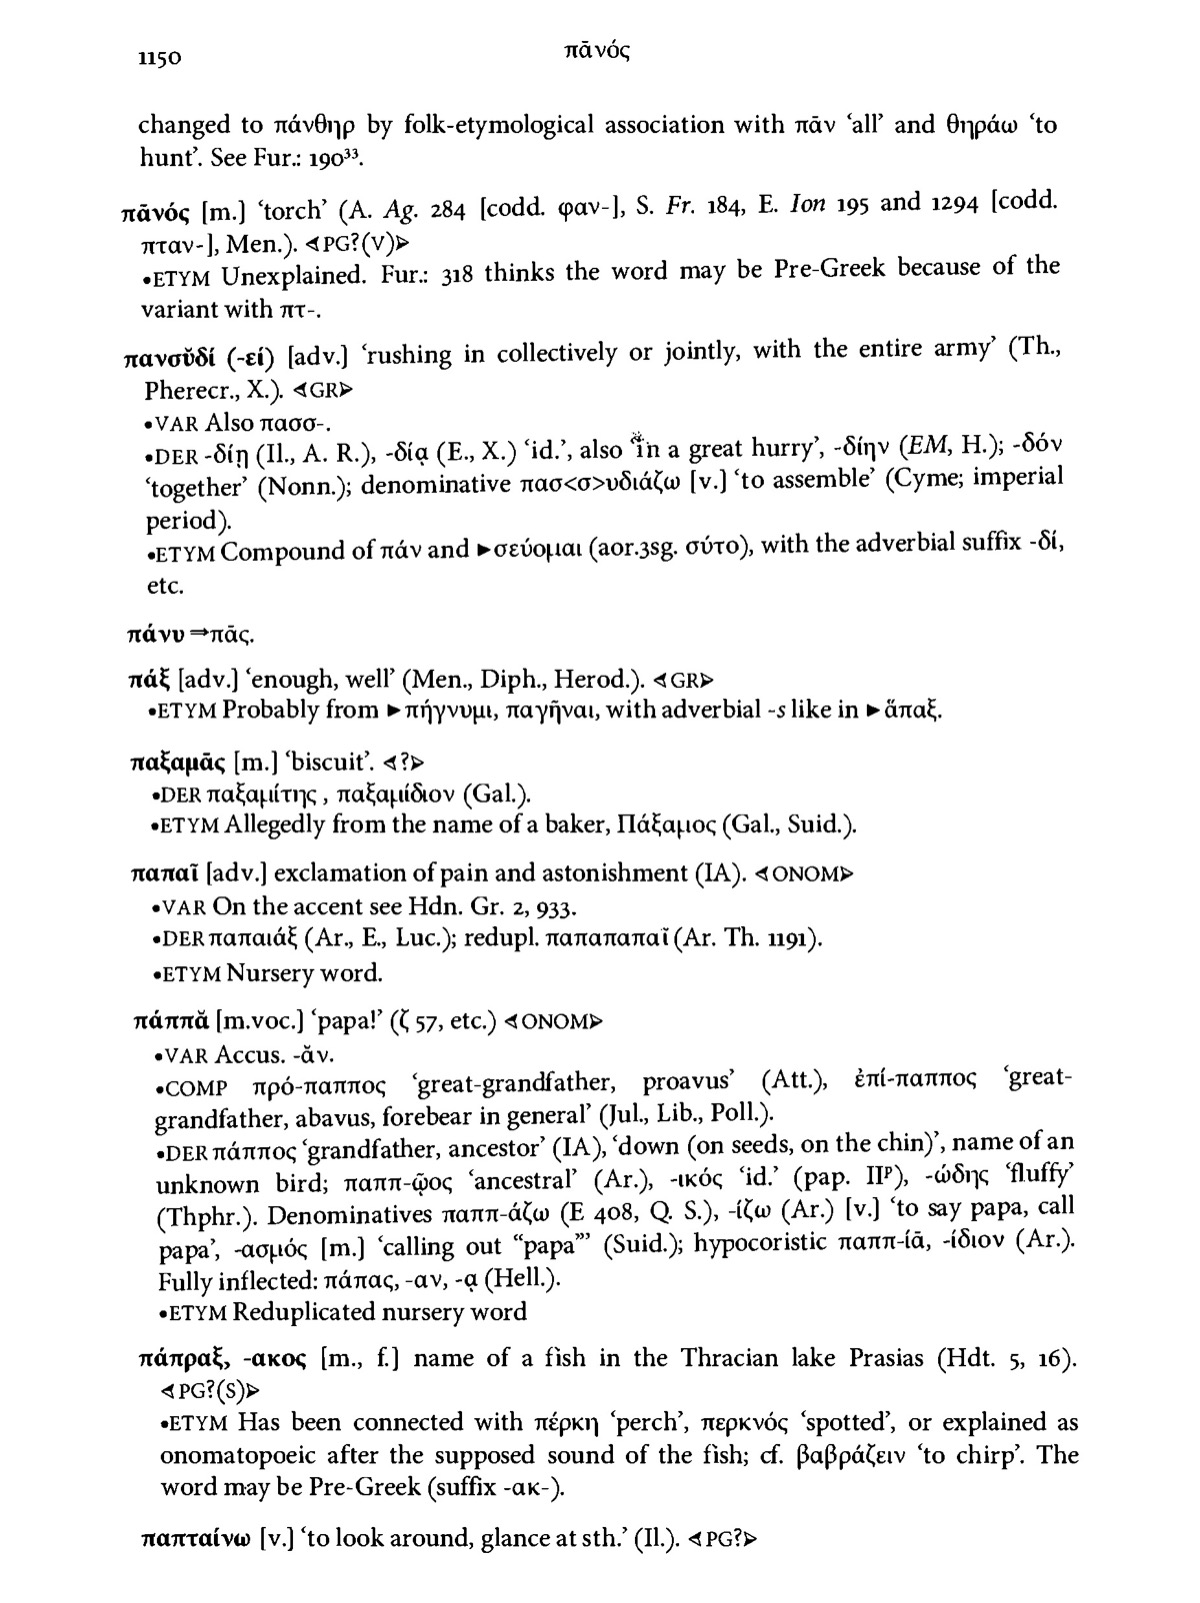 1150
πᾱνός
changed to πάνθηρ by folk-etymological association with πᾶν ‘all’ and θηράω ‘to
hunt’. See Fur.: 190³³.
πᾱνός [m.] ‘torch’ (A. Ag. 284 [codd. φαν-], S. Fr. 184, E. Ion 195 and 1294 [codd.
πταν-], Men.). ⊲PG?(V)⊳
•ETYM Unexplained. Fur.: 318 thinks the word may be Pre-Greek because of the
variant with πτ-.
πανσῠδί (-εί) [adv.] ‘rushing in collectively or jointly, with the entire army’ (Th.,
Pherecr., X.). ⊲GR⊳
•VAR Also πασσ-.
•DER -δίῃ (Il., A. R.), -δίᾳ (E., X.) ‘id.’, also ‘in a great hurry’, -δίην (EM, H.); -δόν
‘together’ (Nonn.); denominative πασ<σ>υδιάζω [v.] ‘to assemble’ (Cyme; imperial
period).
•ETYM Compound of πάν and ►σεύομαι (aor.3sg. σύτο), with the adverbial suffix -δί,
etc.
πάνυ ⇒πᾶς.
πάξ [adv.] ‘enough, well’ (Men., Diph., Herod.). ⊲GR⊳
•ETYM Probably from ►πήγνυμι, παγῆναι, with adverbial -s like in ►ἅπαξ.
παξαμᾶς [m.] ‘biscuit’. ⊲?⊳
•DER παξαμίτης , παξαμίδιον (Gal.).
•ETYM Allegedly from the name of a baker, Πάξαμος (Gal., Suid.).
παπαῖ [adv.] exclamation of pain and astonishment (IA). ⊲ONOM⊳
•VAR On the accent see Hdn. Gr. 2, 933.
•DER παπαιάξ (Ar., E., Luc.); redupl. παπαπαπαῖ (Ar. Th. 1191).
•ETYM Nursery word.
πάππᾰ [m.voc.] ‘papa!’ (ζ 57, etc.) ⊲ONOM⊳
•VAR Accus. -ᾰν.
•COMP πρό-παππος ‘great-grandfather, proavus’ (Att.), ἐπί-παππος ‘great-
grandfather, abavus, forebear in general’ (Jul., Lib., Poll.).
•DER πάππος ‘grandfather, ancestor’ (IA), ‘down (on seeds, on the chin)’, name of an
unknown bird; παππ-ῷος ‘ancestral’ (Ar.), -ικός ‘id.’ (pap. IIᵖ), -ώδης ‘fluffy’
(Thphr.). Denominatives παππ-άζω (E 408, Q. S.), -ίζω (Ar.) [v.] ‘to say papa, call
papa’, -ασμός [m.] ‘calling out “papa”’ (Suid.); hypocoristic παππ-ίᾱ, -ίδιον (Ar.).
Fully inflected: πάπας, -αν, -ᾳ (Hell.).
•ETYM Reduplicated nursery word
πάπραξ, -ακος [m., f.] name of a fish in the Thracian lake Prasias (Hdt. 5, 16).
⊲PG?(S)⊳
•ETYM Has been connected with πέρκη ‘perch’, περκνός ‘spotted’, or explained as
onomatopoeic after the supposed sound of the fish; cf. βαβράζειν ‘to chirp’. The
word may be Pre-Greek (suffix -ακ-).
παπταίνω [v.] ‘to look around, glance at sth.’ (Il.). ⊲PG?⊳